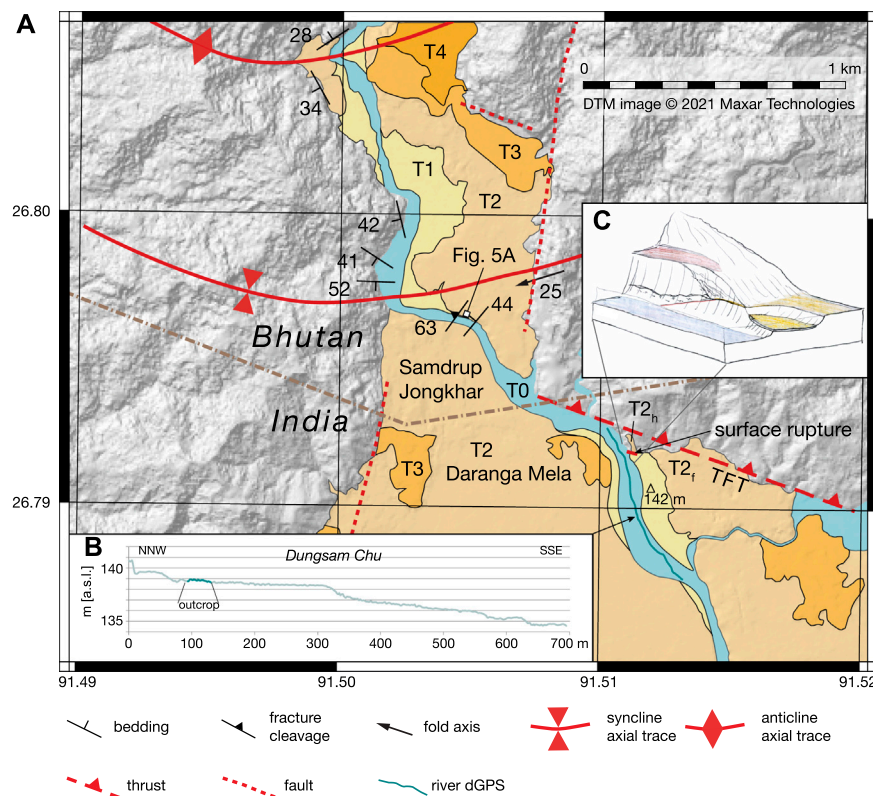 A
28
34
T4
0 1 km
DTM image © 2021 Maxar Technologies
T3
T1
T2
26.80
42
41
52
Fig. 5A
25
44
63
C
Bhutan
Samdrup
Jongkhar
T0
India
T2h
surface rupture
T3
T2
Daranga Mela
T2f
TFT
142 m
26.79
B
NNW
Dungsam Chu
SSE
m [a.s.l.]
140
135
outcrop
0 100 200 300 400 500 600 700 m
91.49 91.50 91.51 91.52
bedding
fracture
cleavage
fold axis
syncline
axial trace
anticline
axial trace
thrust
fault
river dGPS